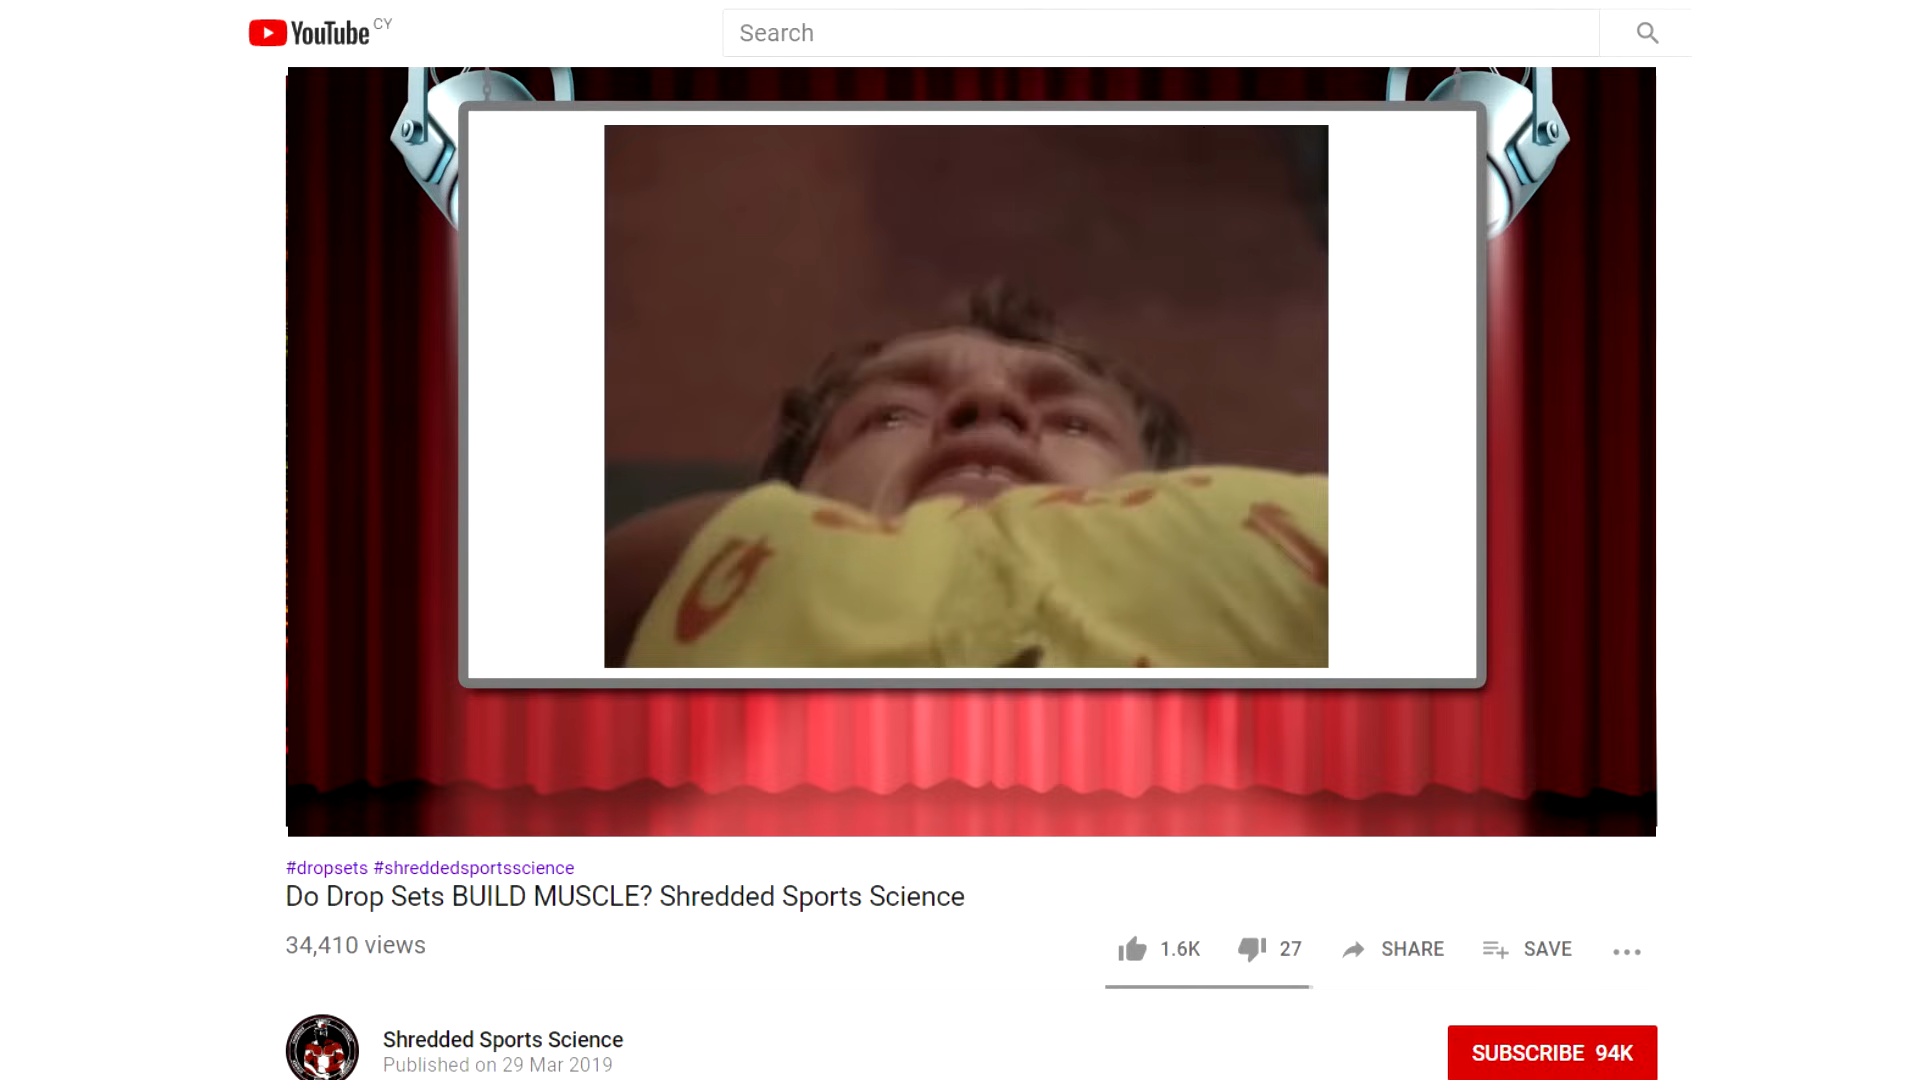 YouTube CY
Search
#dropsets #shreddedsportsscience
Do Drop Sets BUILD MUSCLE? Shredded Sports Science
34,410 views
1.6K
27
SHARE
SAVE
Shredded Sports Science
Published on 29 Mar 2019
SUBSCRIBE 94K